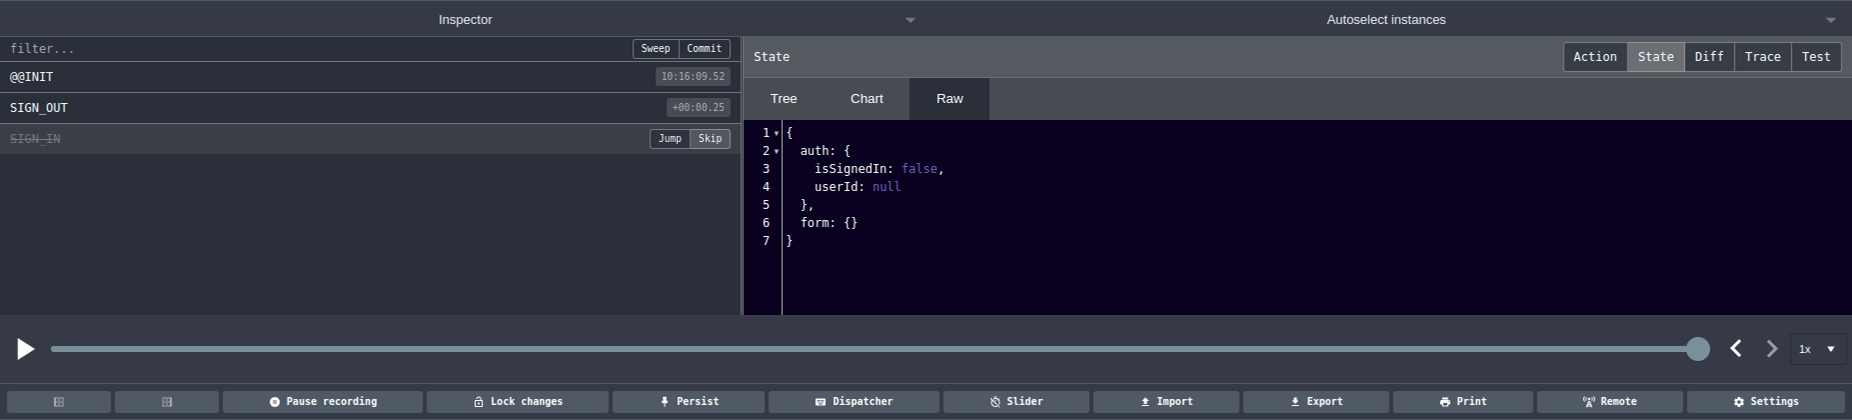 Inspector
Autoselect instances
filter...
Sweep Commit
@@INIT 10:16:09.52
SIGN_OUT +00:00.25
SIGN_IN Jump Skip
State
Action State Diff Trace Test
Tree Chart Raw
1 {
2 auth: {
3 isSignedIn: false,
4 userId: null
5 },
6 form: {}
7 }
1x
Pause recording Lock changes Persist Dispatcher Slider Import Export Print Remote Settings